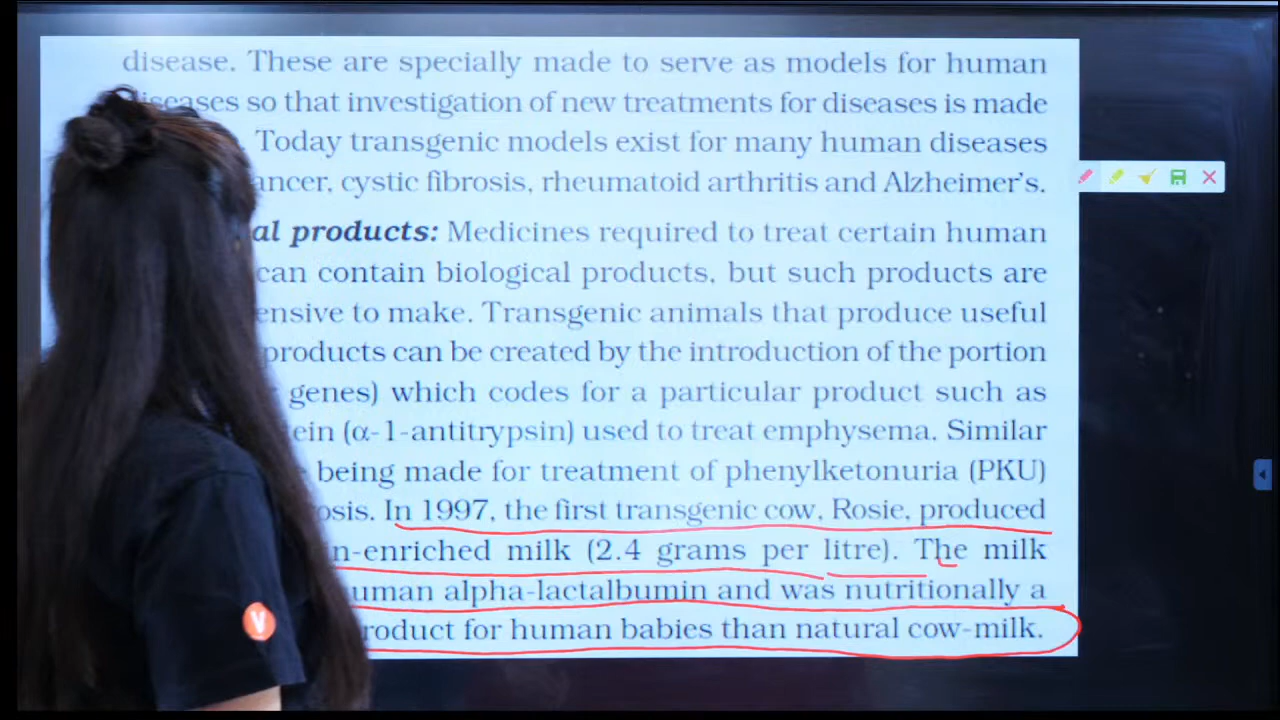 disease. These are specially made to serve as models for human
diseases so that investigation of new treatments for diseases is made
Today transgenic models exist for many human diseases
ancer, cystic fibrosis, rheumatoid arthritis and Alzheimer's.
al products: Medicines required to treat certain human
can contain biological products, but such products are
ensive to make. Transgenic animals that produce useful
products can be created by the introduction of the portion
genes) which codes for a particular product such as
ein (α-1-antitrypsin) used to treat emphysema. Similar
being made for treatment of phenylketonuria (PKU)
osis. In 1997, the first transgenic cow, Rosie, produced
n-enriched milk (2.4 grams per litre). The milk
uman alpha-lactalbumin and was nutritionally a
roduct for human babies than natural cow-milk.
V